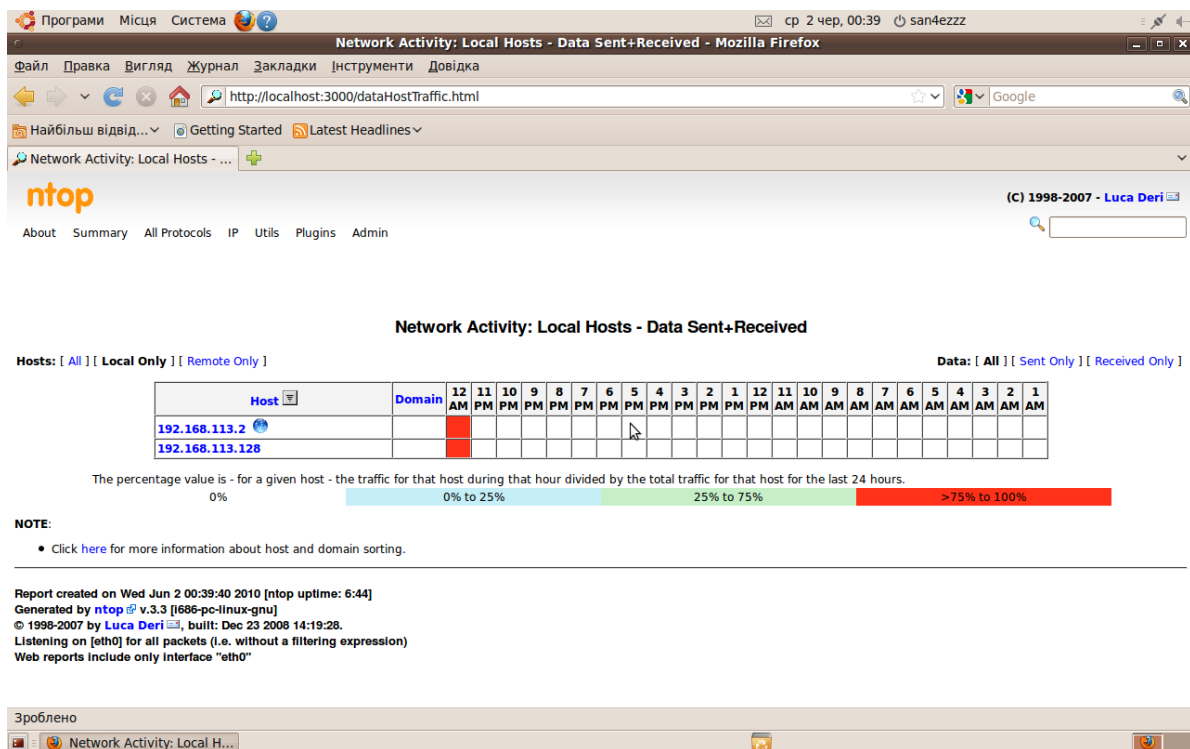 Програми Місця Система ср 2 чер, 00:39 san4ezzz
Network Activity: Local Hosts - Data Sent+Received - Mozilla Firefox
Файл Правка Вигляд Журнал Закладки Інструменти Довідка
http://localhost:3000/dataHostTraffic.html Google
Найбільш відвід... Getting Started Latest Headlines
Network Activity: Local Hosts - ...
ntop
(C) 1998-2007 - Luca Deri
About Summary All Protocols IP Utils Plugins Admin
Network Activity: Local Hosts - Data Sent+Received
Hosts: [ All ] [ Local Only ] [ Remote Only ] Data: [ All ] [ Sent Only ] [ Received Only ]
Host Domain 12 AM 11 PM 10 PM 9 PM 8 PM 7 PM 6 PM 5 PM 4 PM 3 PM 2 PM 1 PM 12 AM 11 AM 10 AM 9 AM 8 AM 7 AM 6 AM 5 AM 4 AM 3 AM 2 AM 1 AM
192.168.113.2
192.168.113.128
The percentage value is - for a given host - the traffic for that host during that hour divided by the total traffic for that host for the last 24 hours.
0% 0% to 25% 25% to 75% >75% to 100%
NOTE:
• Click here for more information about host and domain sorting.
Report created on Wed Jun 2 00:39:40 2010 [ntop uptime: 6:44]
Generated by ntop v.3.3 [i686-pc-linux-gnu]
© 1998-2007 by Luca Deri, built: Dec 23 2008 14:19:28.
Listening on [eth0] for all packets (i.e. without a filtering expression)
Web reports include only interface "eth0"
Зроблено
Network Activity: Local H...